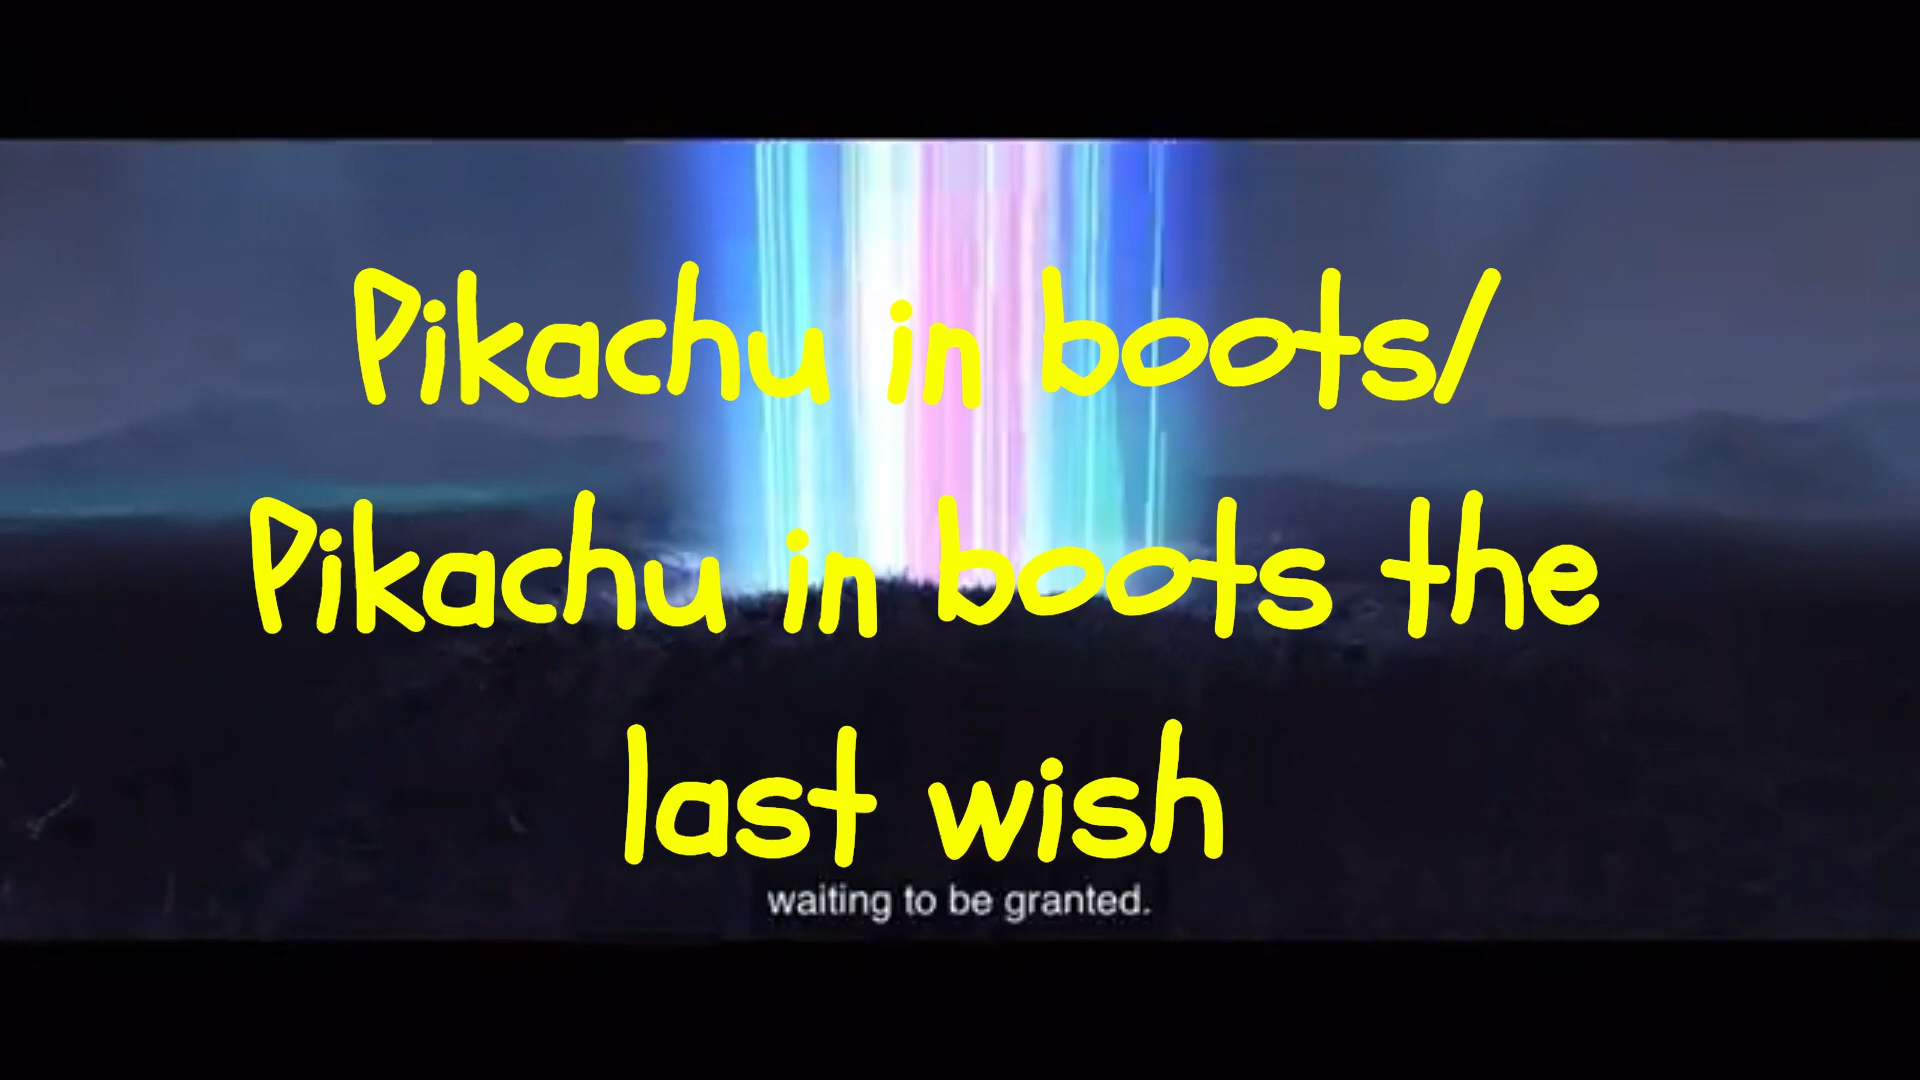 Pikachu in boots/
Pikachu in boots the
last wish
waiting to be granted.